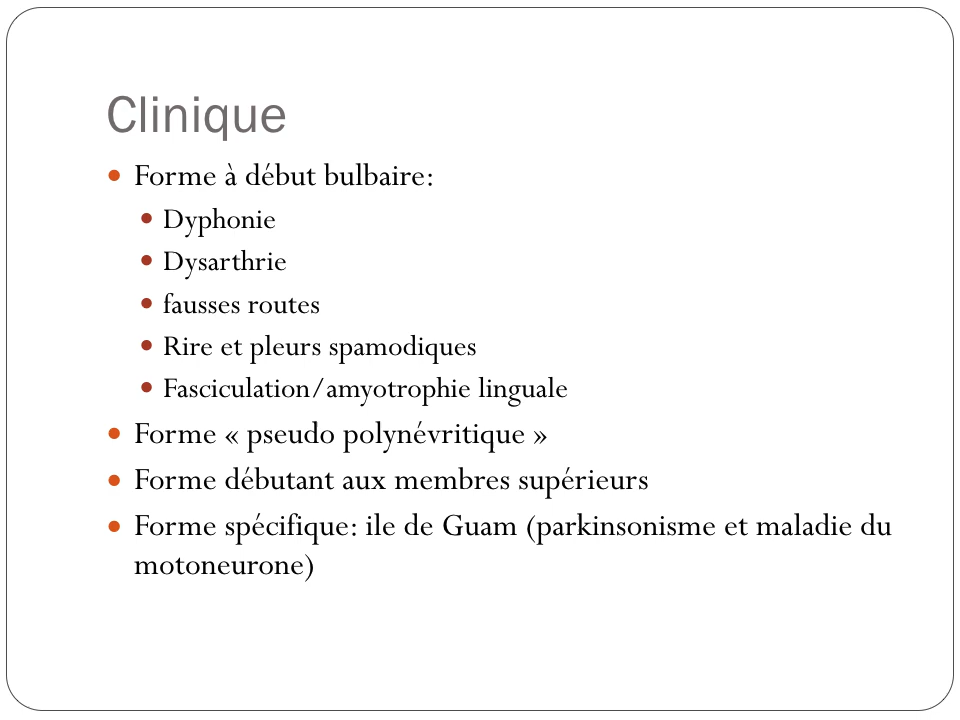 Clinique
Forme à début bulbaire:
Dyphonie
Dysarthrie
fausses routes
Rire et pleurs spamodiques
Fasciculation/amyotrophie linguale
Forme « pseudo polynévritique »
Forme débutant aux membres supérieurs
Forme spécifique: ile de Guam (parkinsonisme et maladie du
motoneurone)